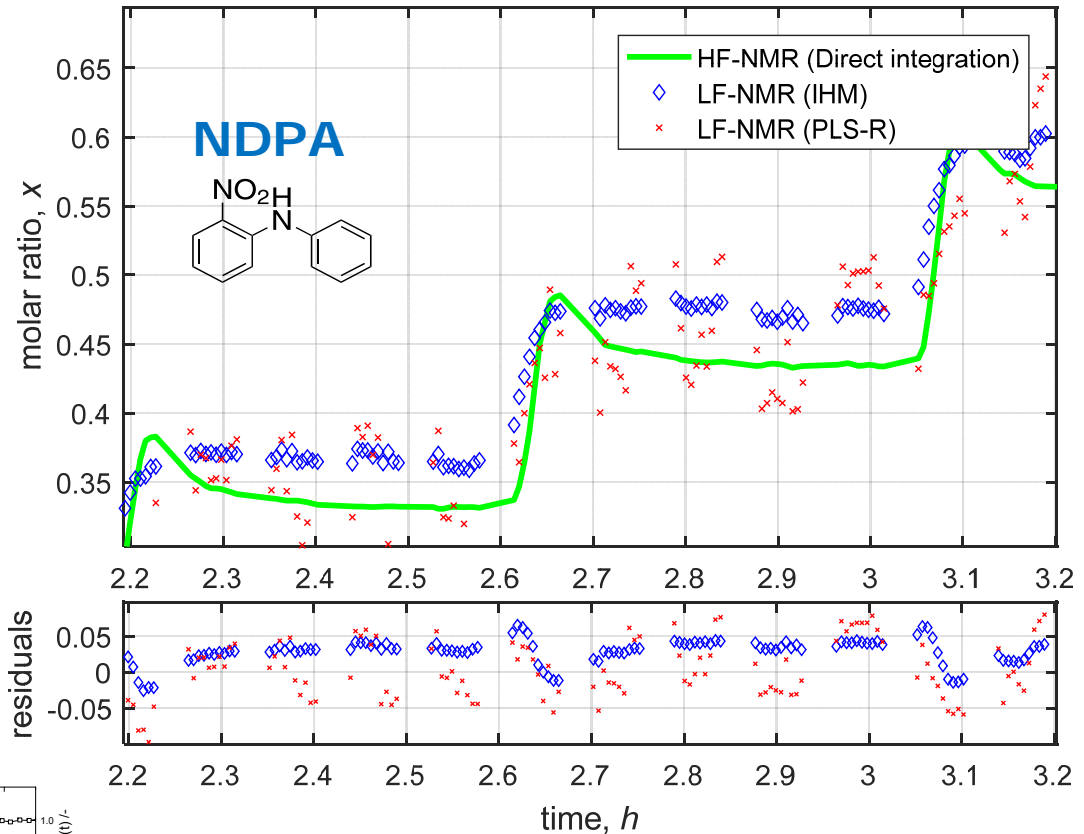 HF-NMR (Direct integration)
LF-NMR (IHM)
LF-NMR (PLS-R)
NDPA
NO2H
N
molar ratio, x
0.65
0.6
0.55
0.5
0.45
0.4
0.35
2.2 2.3 2.4 2.5 2.6 2.7 2.8 2.9 3 3.1 3.2
residuals
0.05
0
-0.05
2.2 2.3 2.4 2.5 2.6 2.7 2.8 2.9 3 3.1 3.2
time, h
1.0
(t) /-